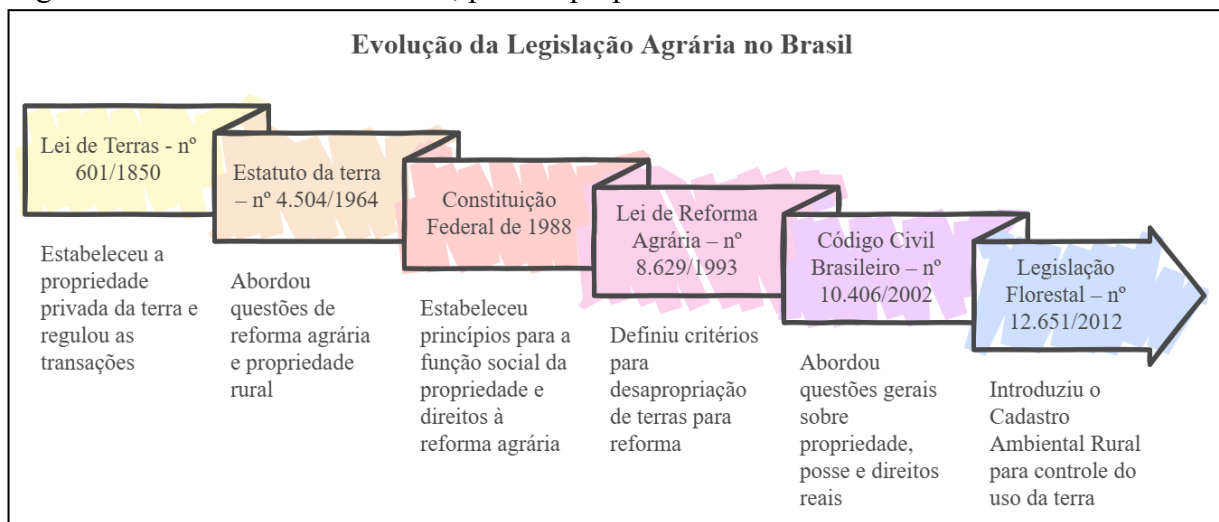 Evolução da Legislação Agrária no Brasil
Lei de Terras - nº
601/1850
Estabeleceu a
propriedade
privada da terra e
regulou as
transações
Estatuto da terra
– nº 4.504/1964
Abordou
questões de
reforma agrária
e propriedade
rural
Constituição
Federal de 1988
Estabeleceu
princípios para a
função social da
propriedade e
direitos à
reforma agrária
Lei de Reforma
Agrária – nº
8.629/1993
Definiu critérios
para
desapropriação
de terras para
reforma
Código Civil
Brasileiro – nº
10.406/2002
Abordou
questões gerais
sobre
propriedade,
posse e direitos
reais
Legislação
Florestal – nº
12.651/2012
Introduziu o
Cadastro
Ambiental Rural
para controle do
uso da terra